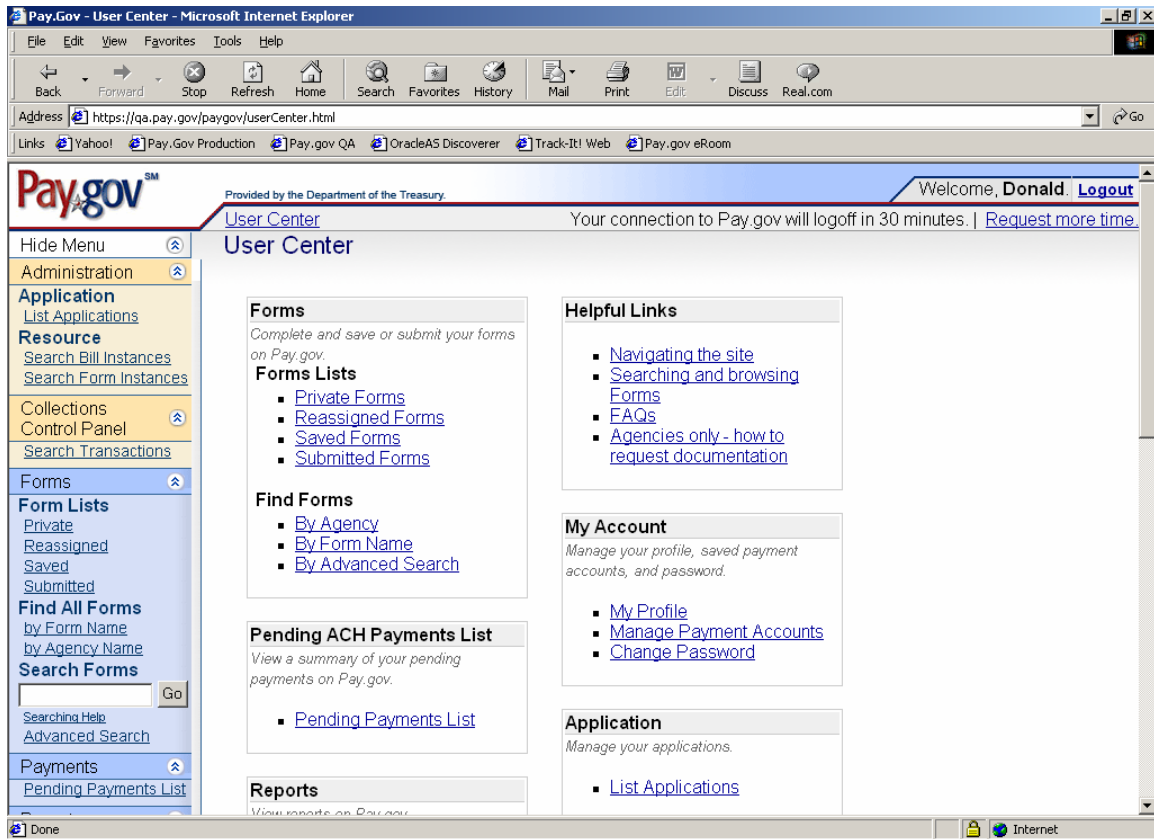 Pay.Gov - User Center - Microsoft Internet Explorer
File Edit View Favorites Tools Help
Back Forward Stop Refresh Home Search Favorites History Mail Print Edit Discuss Real.com
Address https://qa.pay.gov/paygov/userCenter.html Go
Links Yahoo! Pay.Gov Production Pay.gov QA OracleAS Discoverer Track-It! Web Pay.gov eRoom
Pay.gov SM
Provided by the Department of the Treasury.
Welcome, Donald. Logout
User Center
Your connection to Pay.gov will logoff in 30 minutes. | Request more time.
Hide Menu
Administration
Application
List Applications
Resource
Search Bill Instances
Search Form Instances
Collections
Control Panel
Search Transactions
Forms
Form Lists
Private
Reassigned
Saved
Submitted
Find All Forms
by Form Name
by Agency Name
Search Forms
Go
Searching Help
Advanced Search
Payments
Pending Payments List
User Center
Forms
Complete and save or submit your forms
on Pay.gov.
Forms Lists
Private Forms
Reassigned Forms
Saved Forms
Submitted Forms
Find Forms
By Agency
By Form Name
By Advanced Search
Pending ACH Payments List
View a summary of your pending
payments on Pay.gov.
Pending Payments List
Reports
View reports on Pay.gov
Helpful Links
Navigating the site
Searching and browsing
Forms
FAQs
Agencies only - how to
request documentation
My Account
Manage your profile, saved payment
accounts, and password.
My Profile
Manage Payment Accounts
Change Password
Application
Manage your applications.
List Applications
Done
Internet